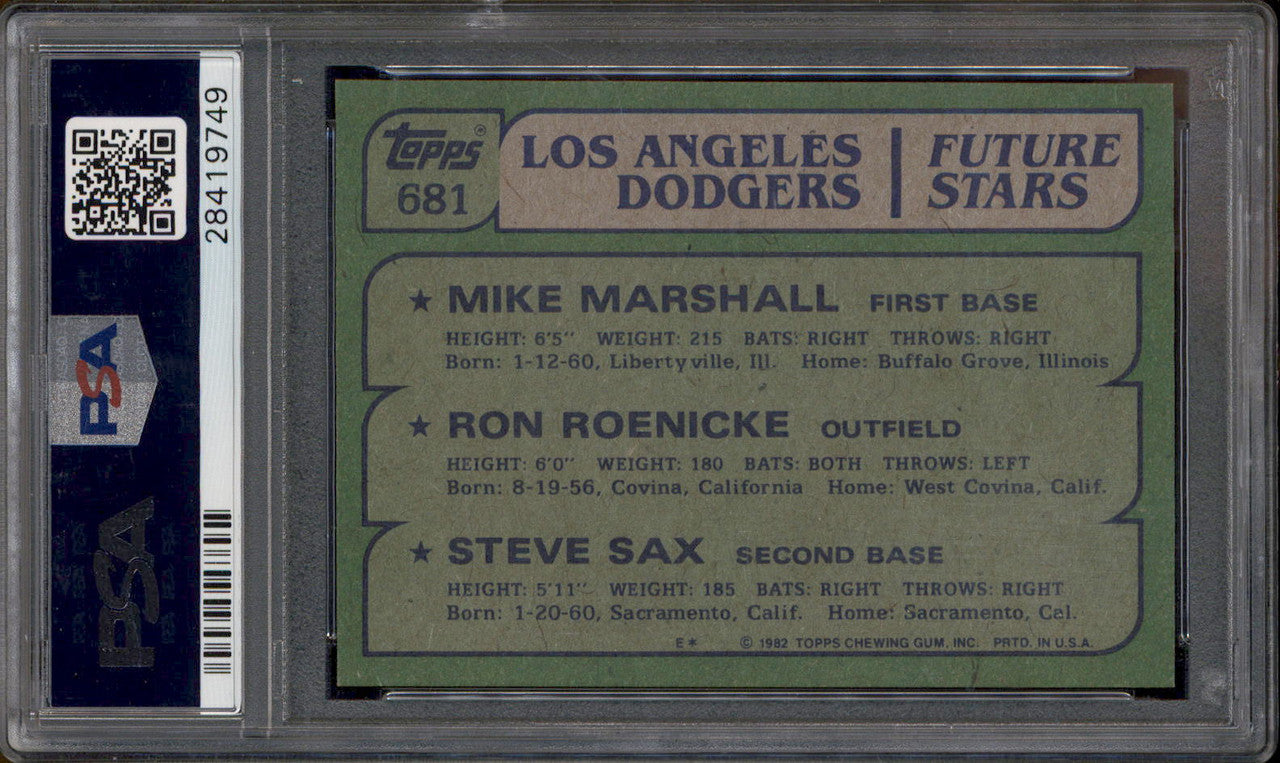 28419749
PSA
PSA
Topps®
681
LOS ANGELES
DODGERS
FUTURE
STARS
★ MIKE MARSHALL FIRST BASE
HEIGHT: 6'5" WEIGHT: 215 BATS: RIGHT THROWS: RIGHT
Born: 1-12-60, Libertyville, Ill. Home: Buffalo Grove, Illinois
★ RON ROENICKE OUTFIELD
HEIGHT: 6'0" WEIGHT: 180 BATS: BOTH THROWS: LEFT
Born: 8-19-56, Covina, California Home: West Covina, Calif.
★ STEVE SAX SECOND BASE
HEIGHT: 5'11" WEIGHT: 185 BATS: RIGHT THROWS: RIGHT
Born: 1-20-60, Sacramento, Calif. Home: Sacramento, Cal.
E* © 1982 TOPPS CHEWING GUM, INC. PRTD. IN U.S.A.